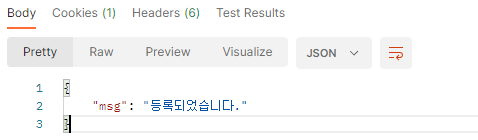 Body Cookies (1) Headers (6) Test Results
Pretty Raw Preview Visualize JSON
1 {
2 "msg": "등록되었습니다."
3 }